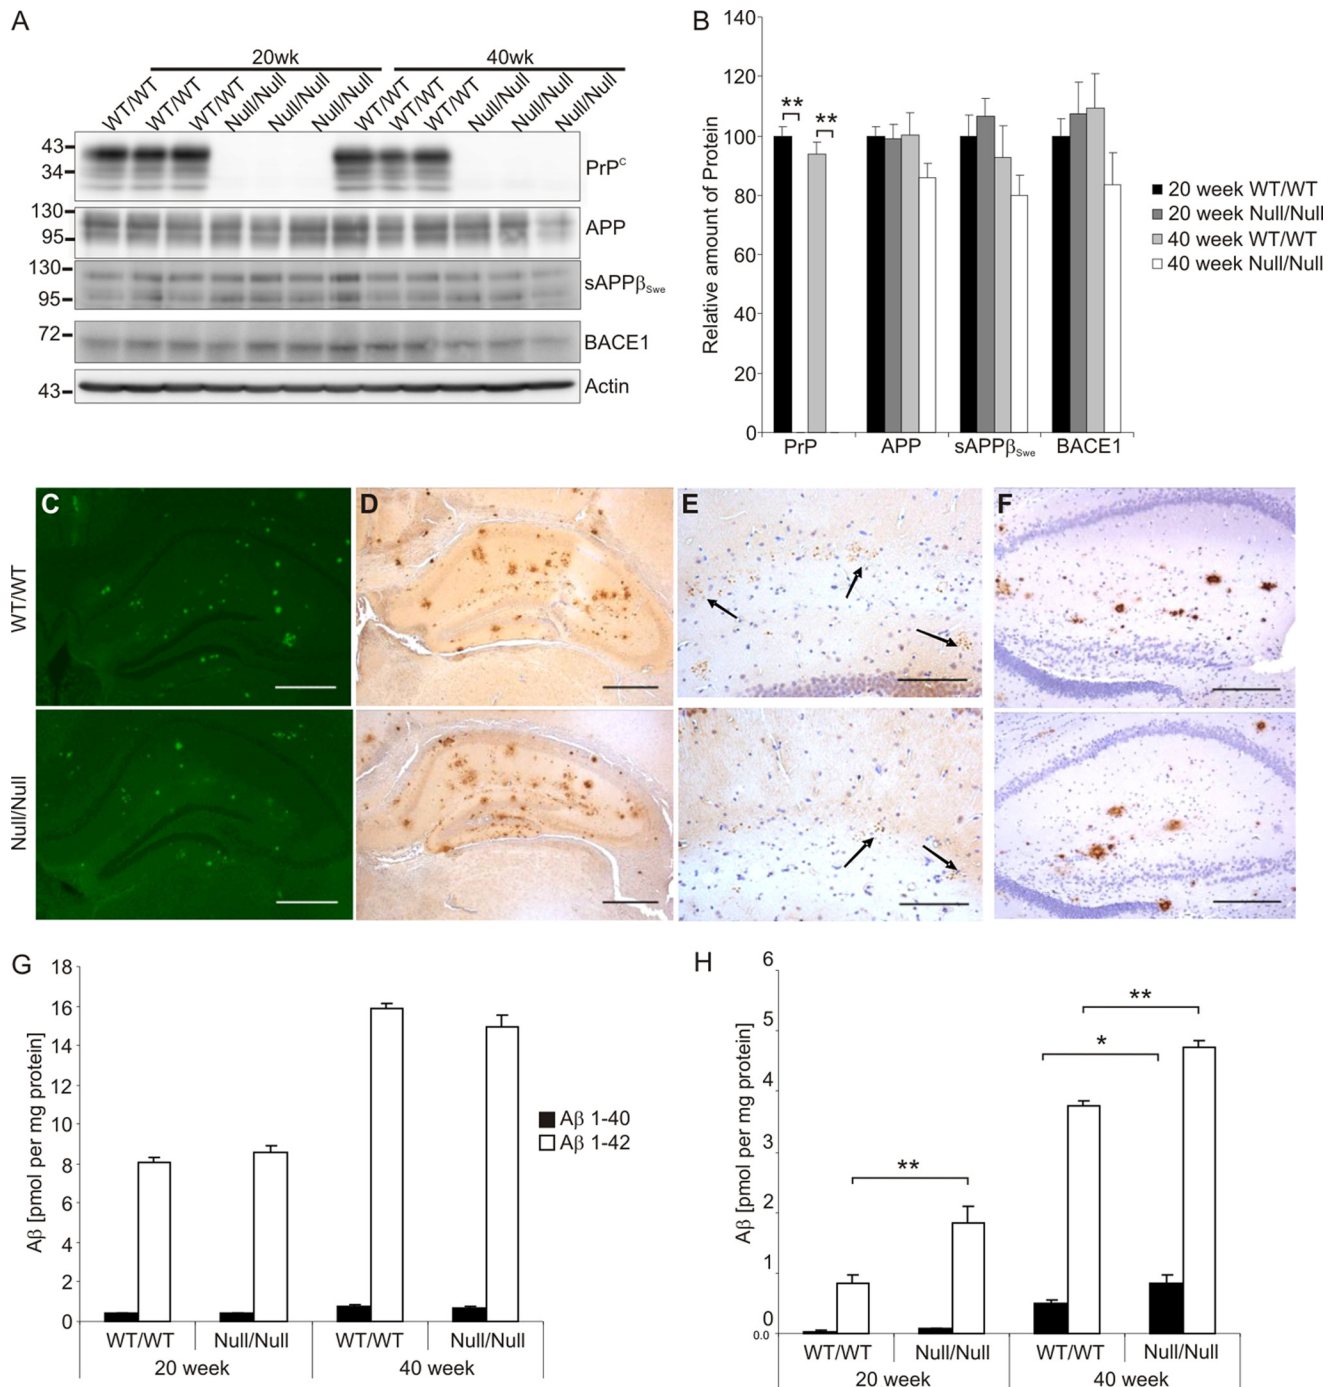 A
20wk
40wk
WT/WT
WT/WT
WT/WT
Null/Null
Null/Null
Null/Null
WT/WT
WT/WT
WT/WT
Null/Null
Null/Null
Null/Null
43
34
PrPᶜ
130
95
APP
130
95
sAPPβSwe
72
BACE1
43
Actin
B
Relative amount of Protein
140
120
100
80
60
40
20
0
**
**
PrP
APP
sAPPβSwe
BACE1
20 week WT/WT
20 week Null/Null
40 week WT/WT
40 week Null/Null
C
D
E
F
WT/WT
Null/Null
G
Aβ [pmol per mg protein]
18
16
14
12
10
8
6
4
2
0
WT/WT
Null/Null
WT/WT
Null/Null
20 week
40 week
Aβ 1-40
Aβ 1-42
H
Aβ [pmol per mg protein]
6
5
4
3
2
1
0
0.0
**
*
**
WT/WT
Null/Null
WT/WT
Null/Null
20 week
40 week